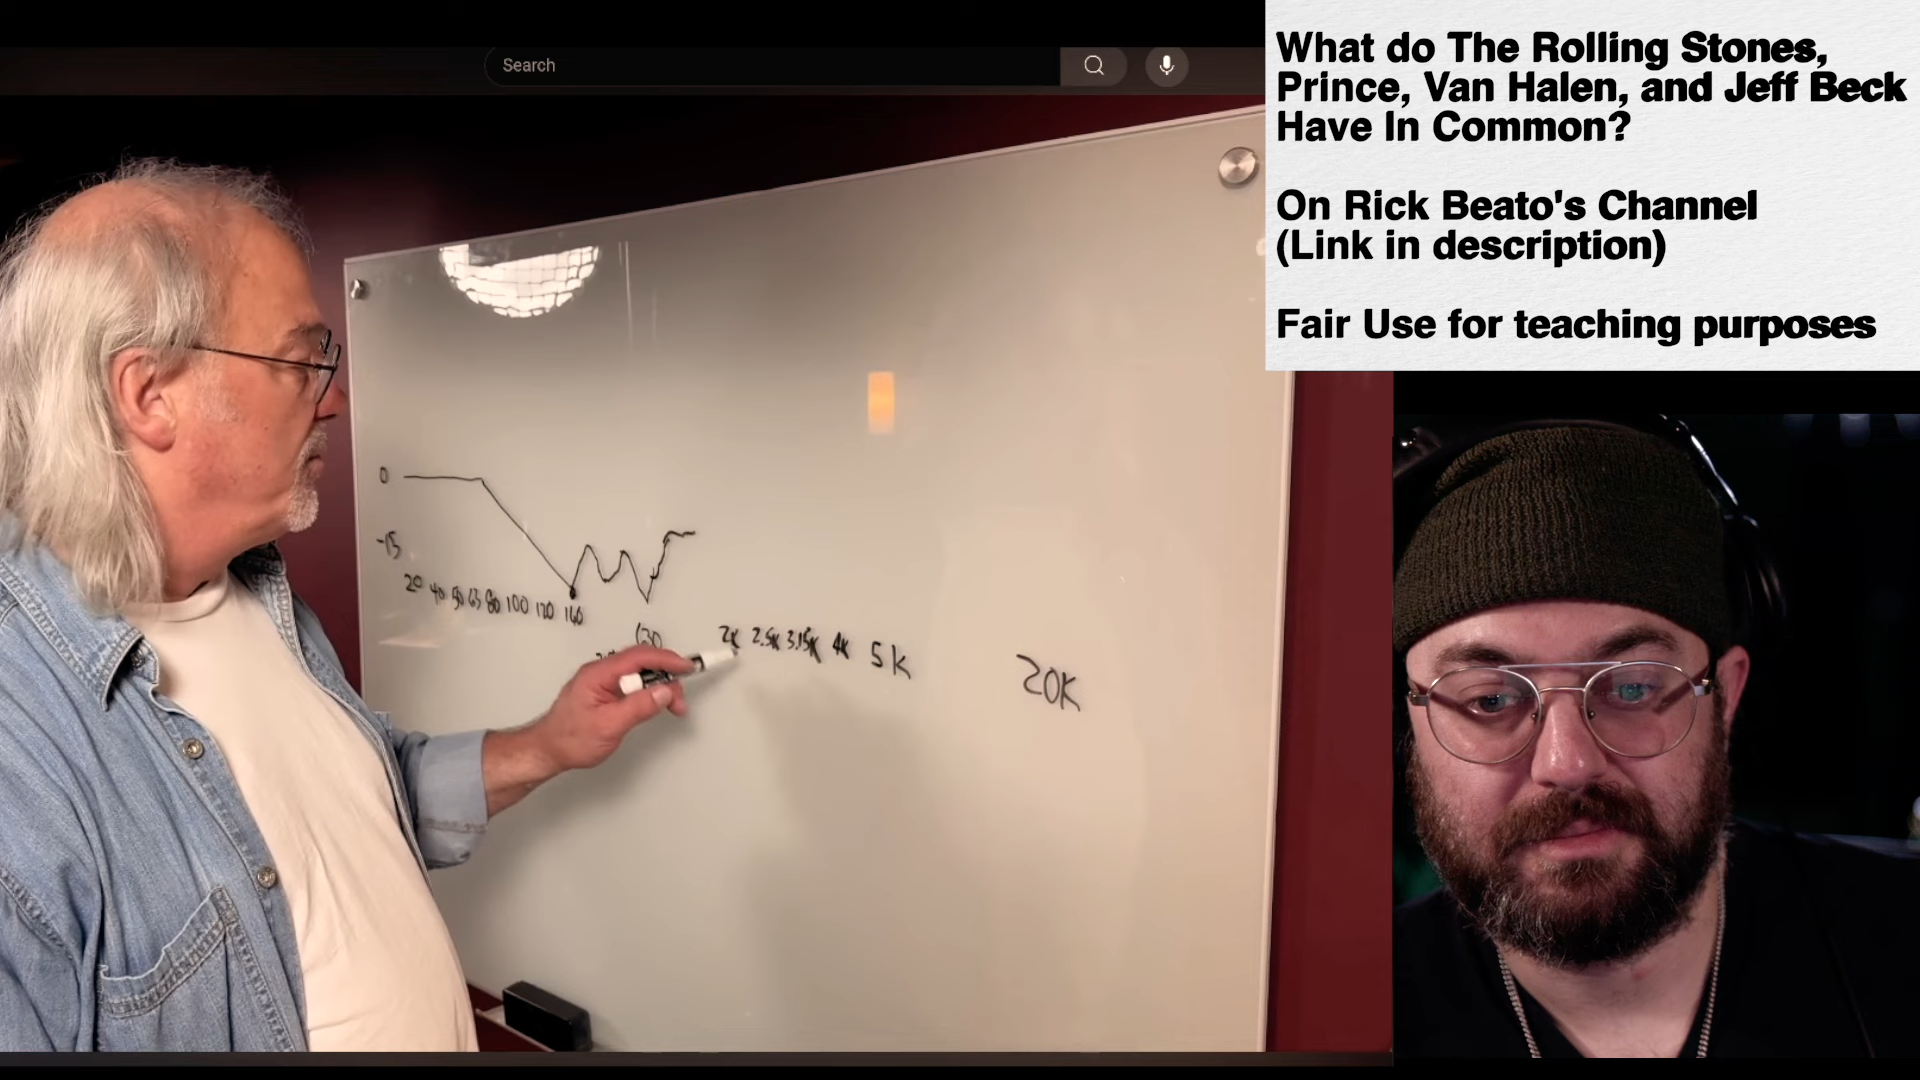 Search
What do The Rolling Stones,
Prince, Van Halen, and Jeff Beck
Have In Common?
On Rick Beato's Channel
(Link in description)
Fair Use for teaching purposes
0
-15
20 40 50 63 80 100 120 160
630
2K 2.5K 3.15K 4K 5K
20K